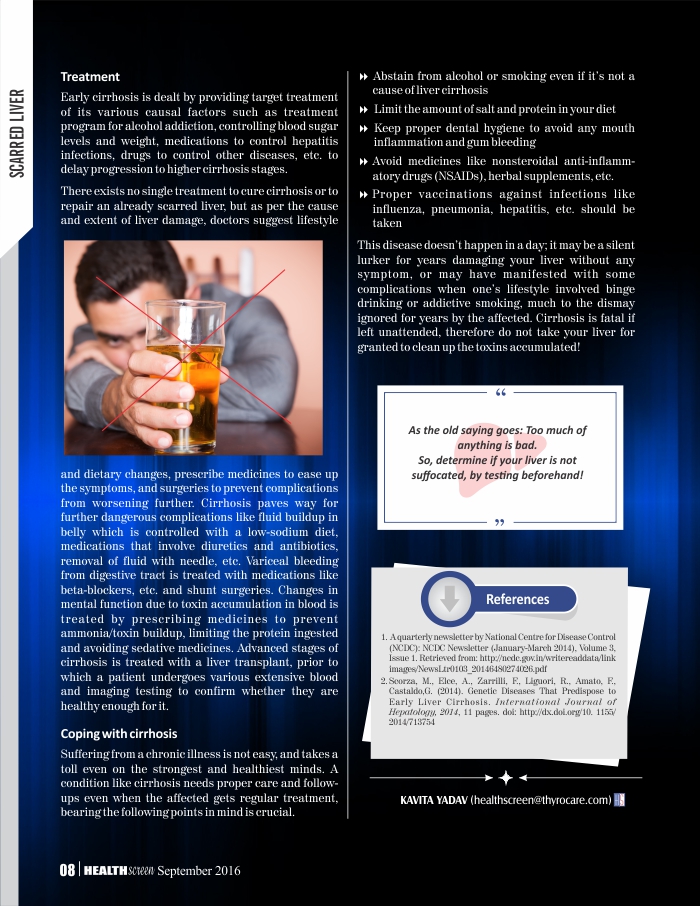 SCARRED LIVER
Treatment
Early cirrhosis is dealt by providing target treatment
of its various causal factors such as treatment
program for alcohol addiction, controlling blood sugar
levels and weight, medications to control hepatitis
infections, drugs to control other diseases, etc. to
delay progression to higher cirrhosis stages.
There exists no single treatment to cure cirrhosis or to
repair an already scarred liver, but as per the cause
and extent of liver damage, doctors suggest lifestyle
and dietary changes, prescribe medicines to ease up
the symptoms, and surgeries to prevent complications
from worsening further. Cirrhosis paves way for
further dangerous complications like fluid buildup in
belly which is controlled with a low-sodium diet,
medications that involve diuretics and antibiotics,
removal of fluid with needle, etc. Variceal bleeding
from digestive tract is treated with medications like
beta-blockers, etc. and shunt surgeries. Changes in
mental function due to toxin accumulation in blood is
treated by prescribing medicines to prevent
ammonia/toxin buildup, limiting the protein ingested
and avoiding sedative medicines. Advanced stages of
cirrhosis is treated with a liver transplant, prior to
which a patient undergoes various extensive blood
and imaging testing to confirm whether they are
healthy enough for it.
Coping with cirrhosis
Suffering from a chronic illness is not easy, and takes a
toll even on the strongest and healthiest minds. A
condition like cirrhosis needs proper care and follow-
ups even when the affected gets regular treatment,
bearing the following points in mind is crucial.
Abstain from alcohol or smoking even if it's not a
cause of liver cirrhosis
Limit the amount of salt and protein in your diet
Keep proper dental hygiene to avoid any mouth
inflammation and gum bleeding
Avoid medicines like nonsteroidal anti-inflamm-
atory drugs (NSAIDs), herbal supplements, etc.
Proper vaccinations against infections like
influenza, pneumonia, hepatitis, etc. should be
taken
This disease doesn't happen in a day; it may be a silent
lurker for years damaging your liver without any
symptom, or may have manifested with some
complications when one's lifestyle involved binge
drinking or addictive smoking, much to the dismay
ignored for years by the affected. Cirrhosis is fatal if
left unattended, therefore do not take your liver for
granted to clean up the toxins accumulated!
“
As the old saying goes: Too much of
anything is bad.
So, determine if your liver is not
suffocated, by testing beforehand!
”
References
1. A quarterly newsletter by National Centre for Disease Control
(NCDC): NCDC Newsletter (January-March 2014), Volume 3,
Issue 1. Retrieved from: http://ncdc.gov.in/writereaddata/link
images/NewsLtr0103_20146480274026.pdf
2. Scorza, M., Elce, A., Zarrilli, F., Liguori, R., Amato, F.,
Castaldo,G. (2014). Genetic Diseases That Predispose to
Early Liver Cirrhosis. International Journal of
Hepatology, 2014, 11 pages. doi: http://dx.doi.org/10. 1155/
2014/713754
KAVITA YADAV (healthscreen@thyrocare.com)
08 | HEALTHscreen September 2016